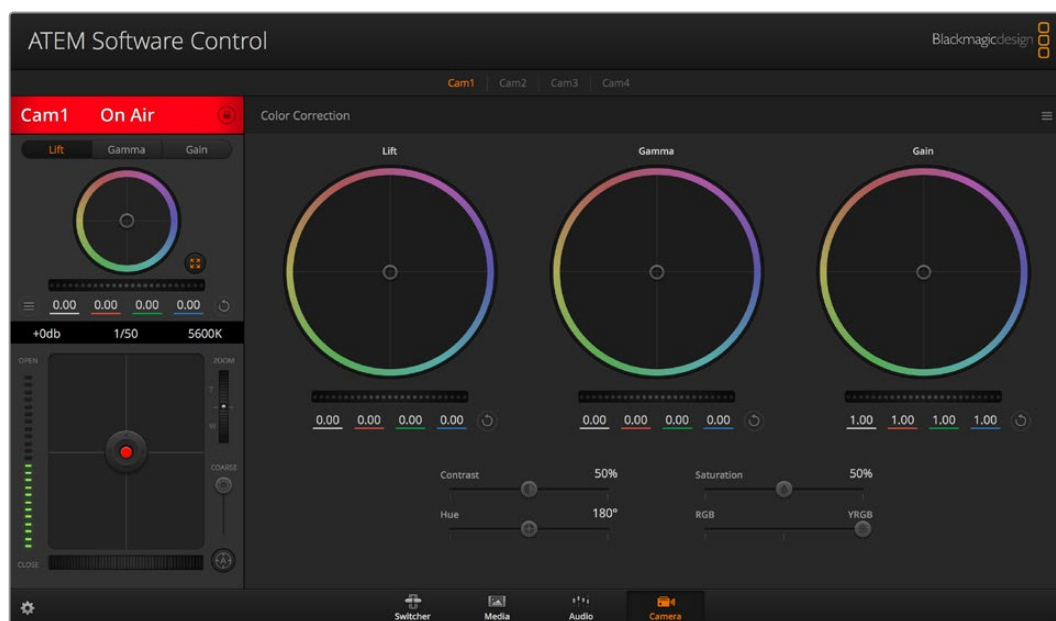 ATEM Software Control
Blackmagicdesign
Cam1 Cam2 Cam3 Cam4
Cam1 On Air
Color Correction
Lift Gamma Gain
0.00 0.00 0.00 0.00
+0db 1/50 5600K
OPEN ZOOM
T
W
COARSE
A
CLOSE
Lift Gamma Gain
0.00 0.00 0.00 0.00 0.00 0.00 0.00 0.00 1.00 1.00 1.00 1.00
Contrast 50% Saturation 50%
Hue 180° RGB YRGB
Switcher Media Audio Camera